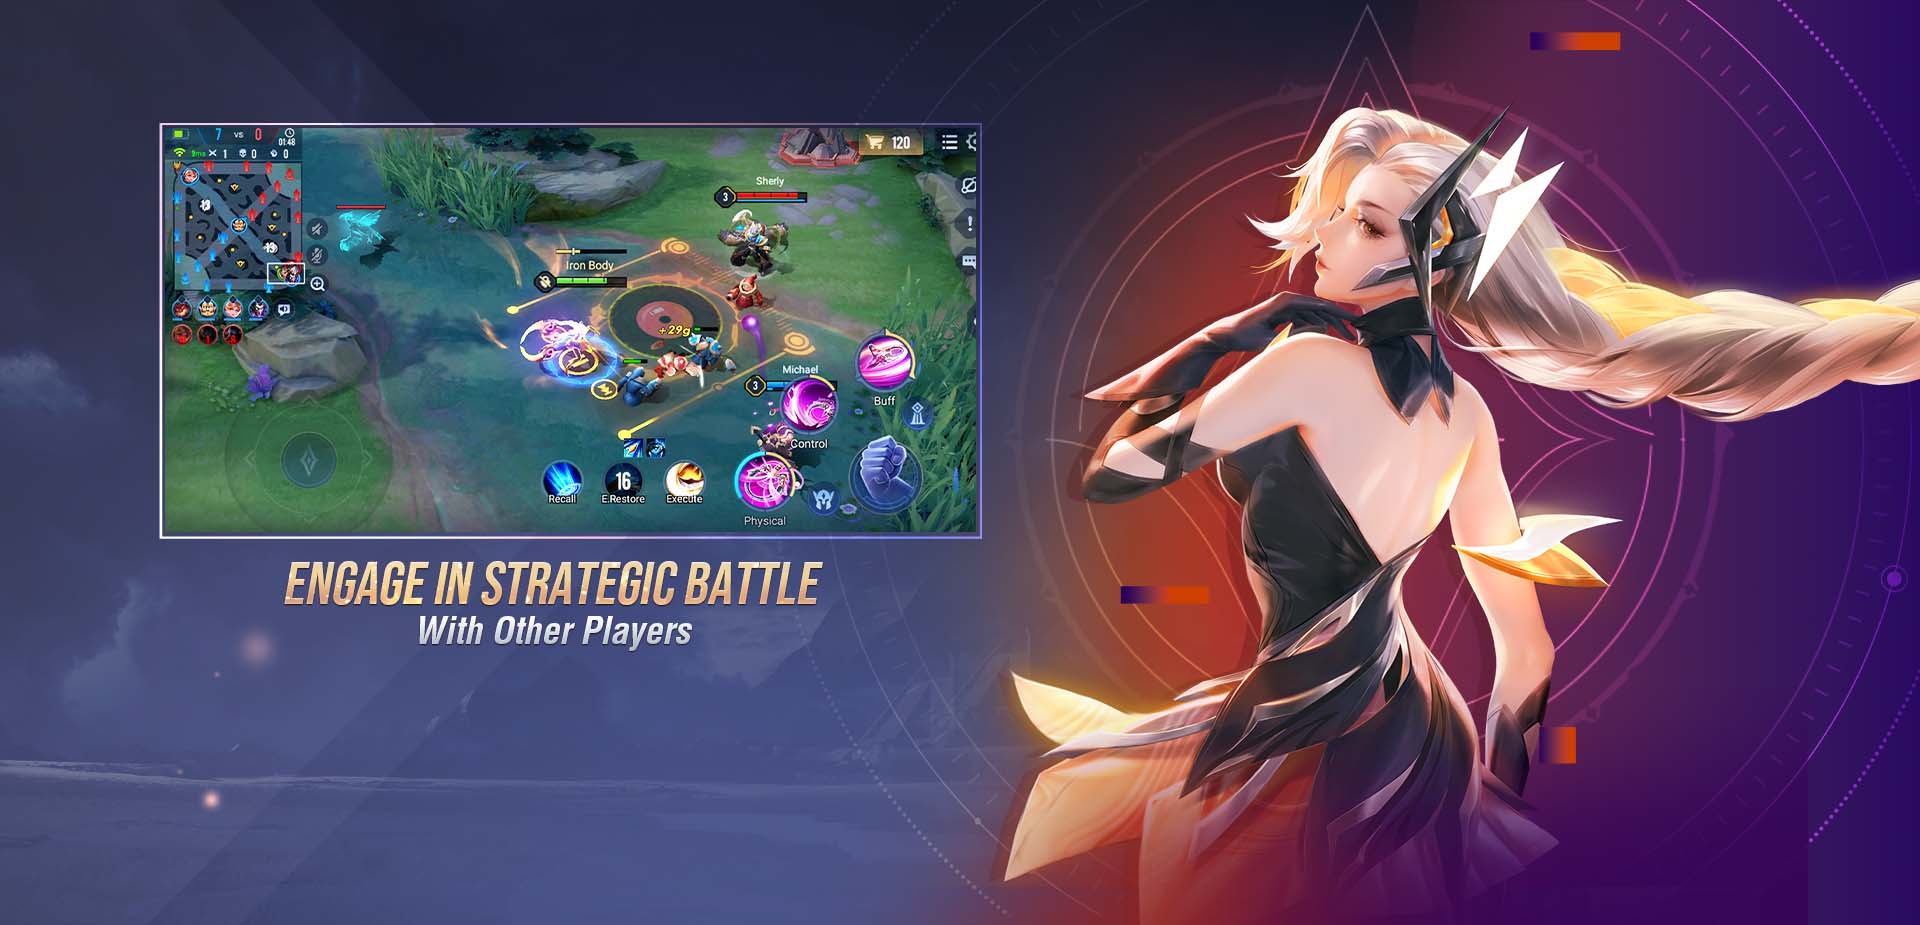 7 vs 0
01:48
9ms 1 0 0
120
Sherly
3
Iron Body
+29g
Michael
3
Buff
Control
16
Recall
E.Restore
Execute
Physical
ENGAGE IN STRATEGIC BATTLE
With Other Players